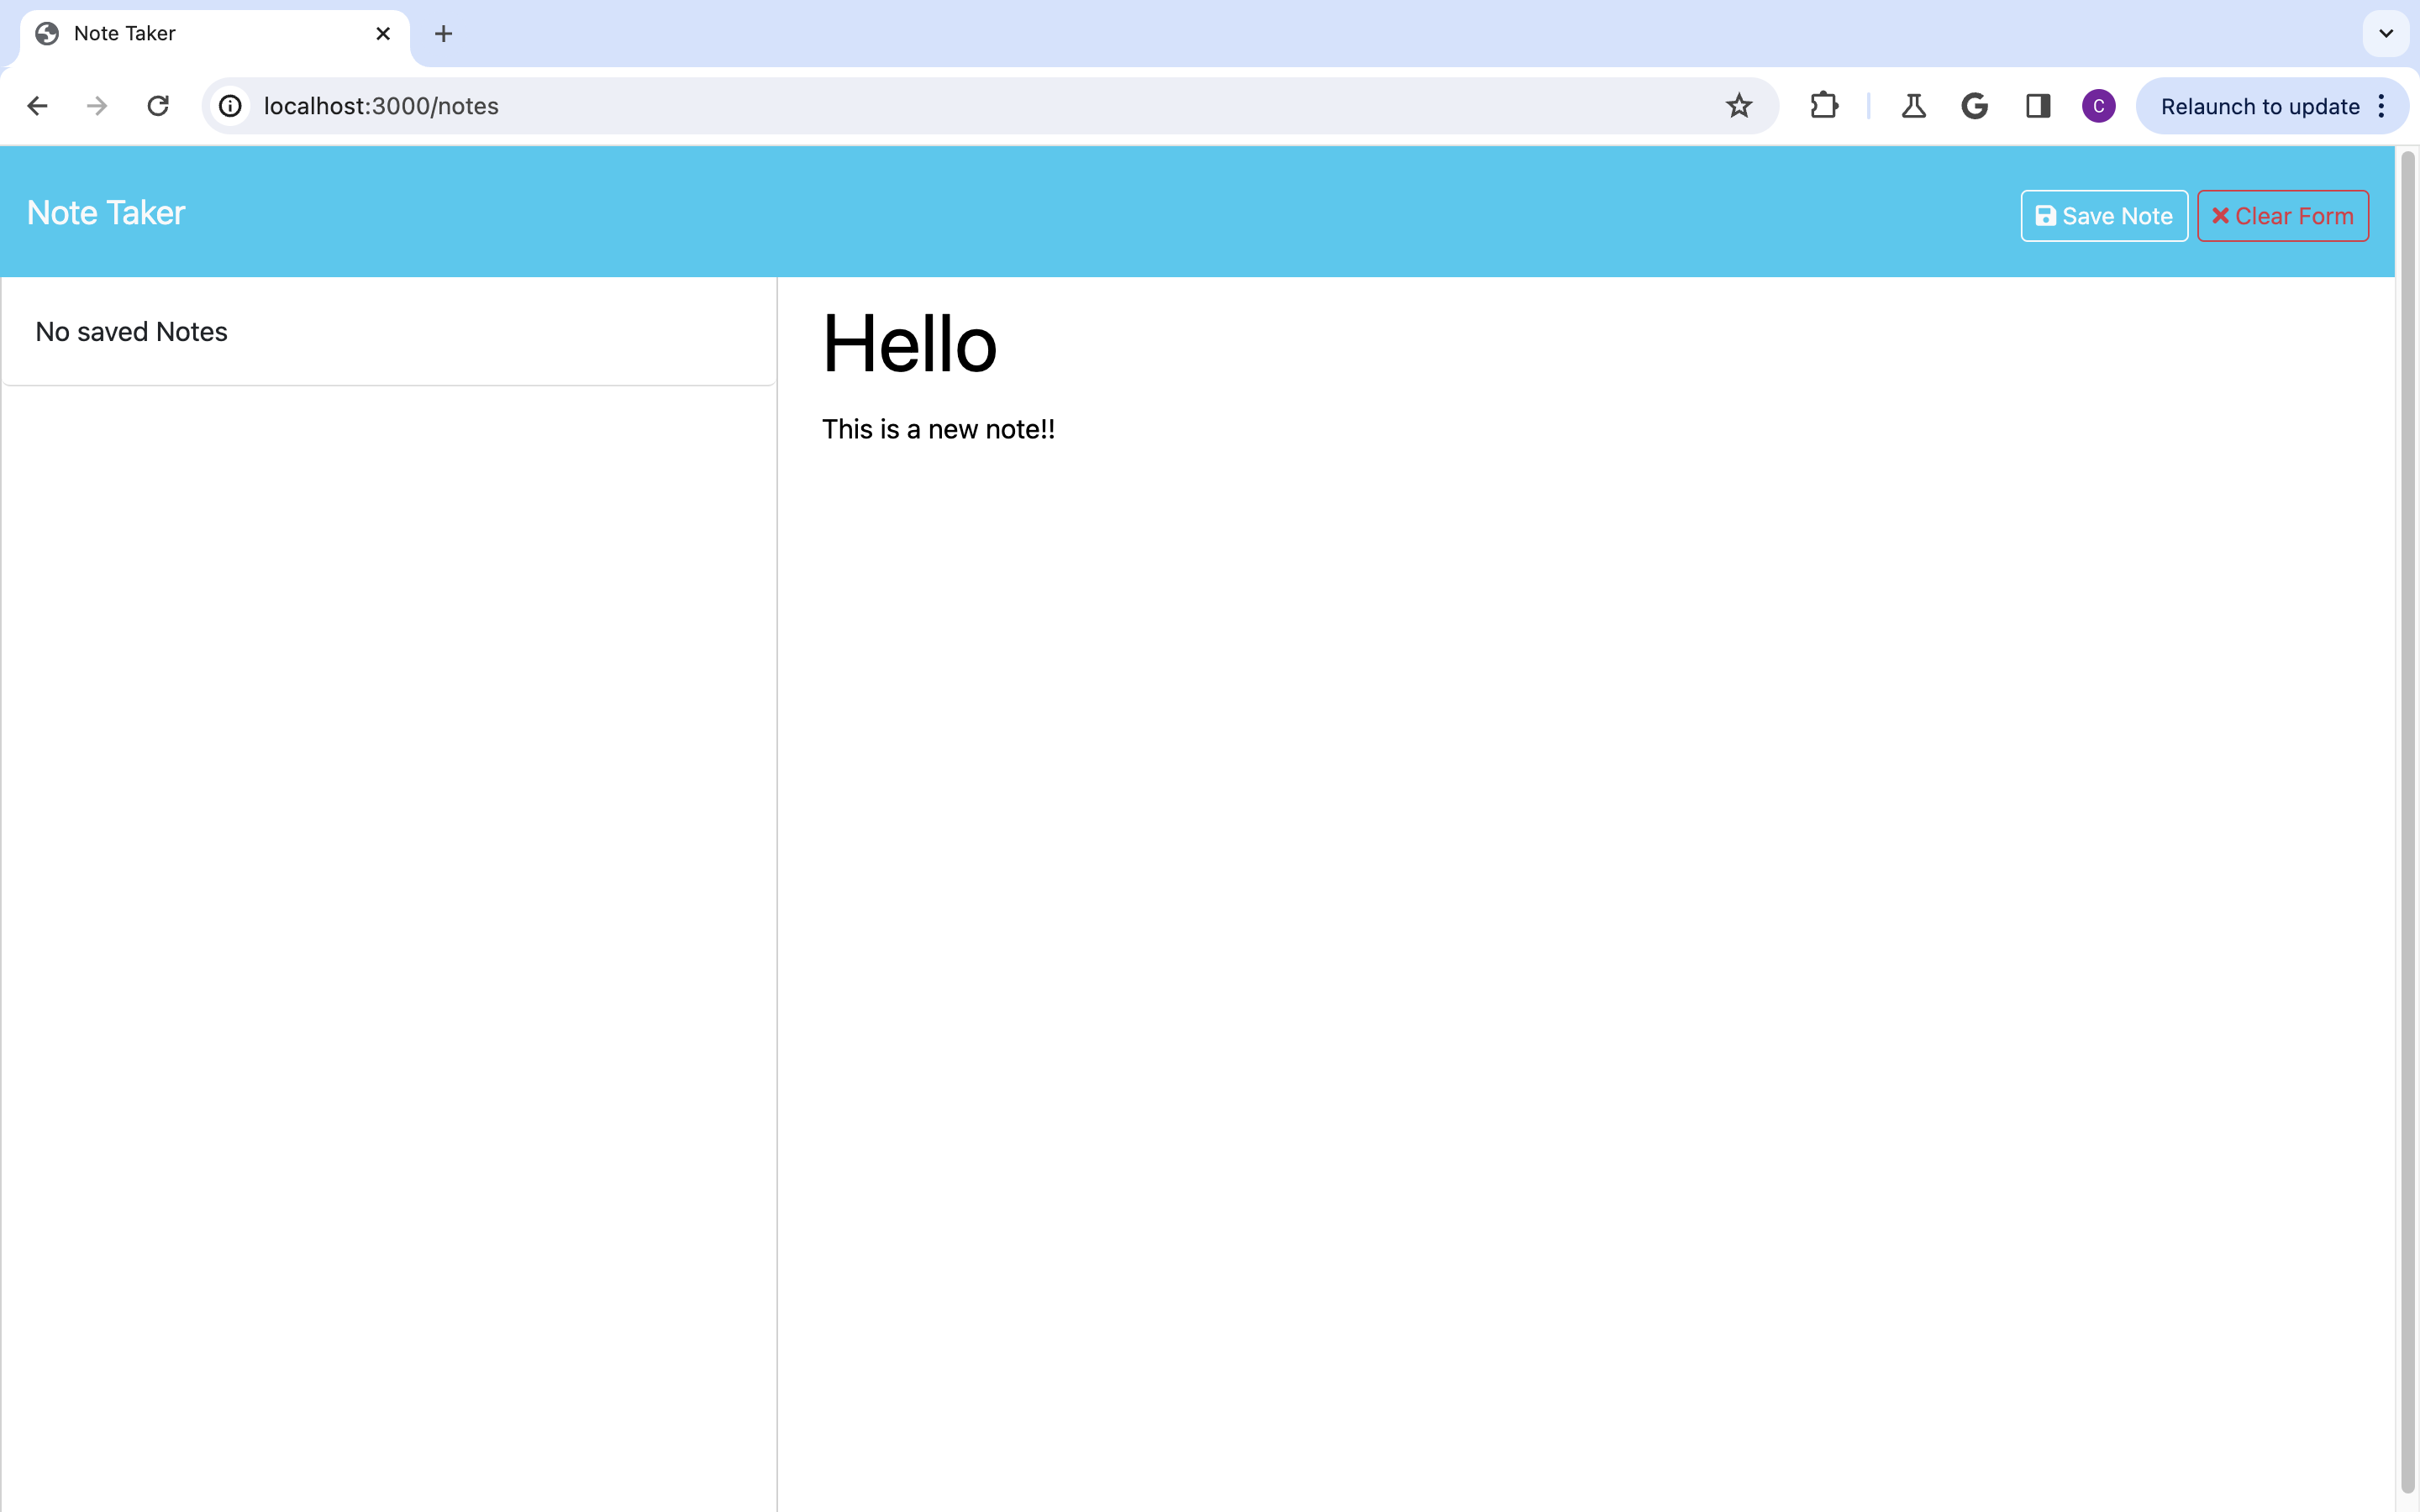 Note Taker
localhost:3000/notes
C
Relaunch to update
Note Taker
Save Note
Clear Form
No saved Notes
Hello
This is a new note!!